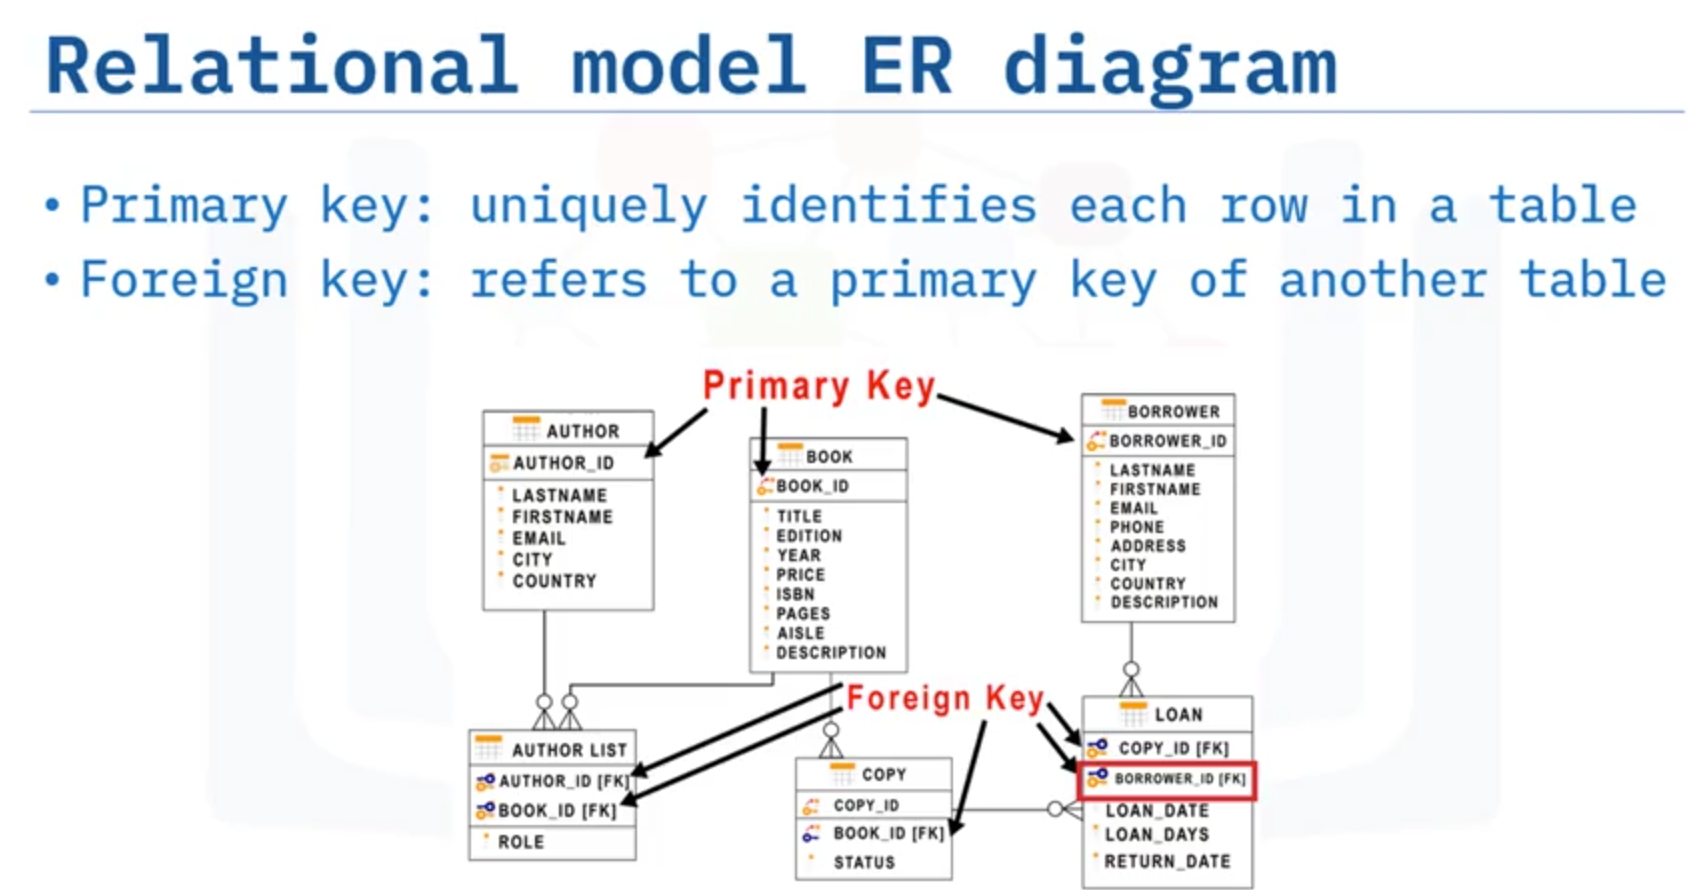 Relational model ER diagram
• Primary key: uniquely identifies each row in a table
• Foreign key: refers to a primary key of another table
Primary Key
AUTHOR
AUTHOR_ID
LASTNAME
FIRSTNAME
EMAIL
CITY
COUNTRY
BOOK
BOOK_ID
TITLE
EDITION
YEAR
PRICE
ISBN
PAGES
AISLE
DESCRIPTION
BORROWER
BORROWER_ID
LASTNAME
FIRSTNAME
EMAIL
PHONE
ADDRESS
CITY
COUNTRY
DESCRIPTION
Foreign Key
AUTHOR LIST
AUTHOR_ID [FK]
BOOK_ID [FK]
ROLE
COPY
COPY_ID
BOOK_ID [FK]
STATUS
LOAN
COPY_ID [FK]
BORROWER_ID [FK]
LOAN_DATE
LOAN_DAYS
RETURN_DATE